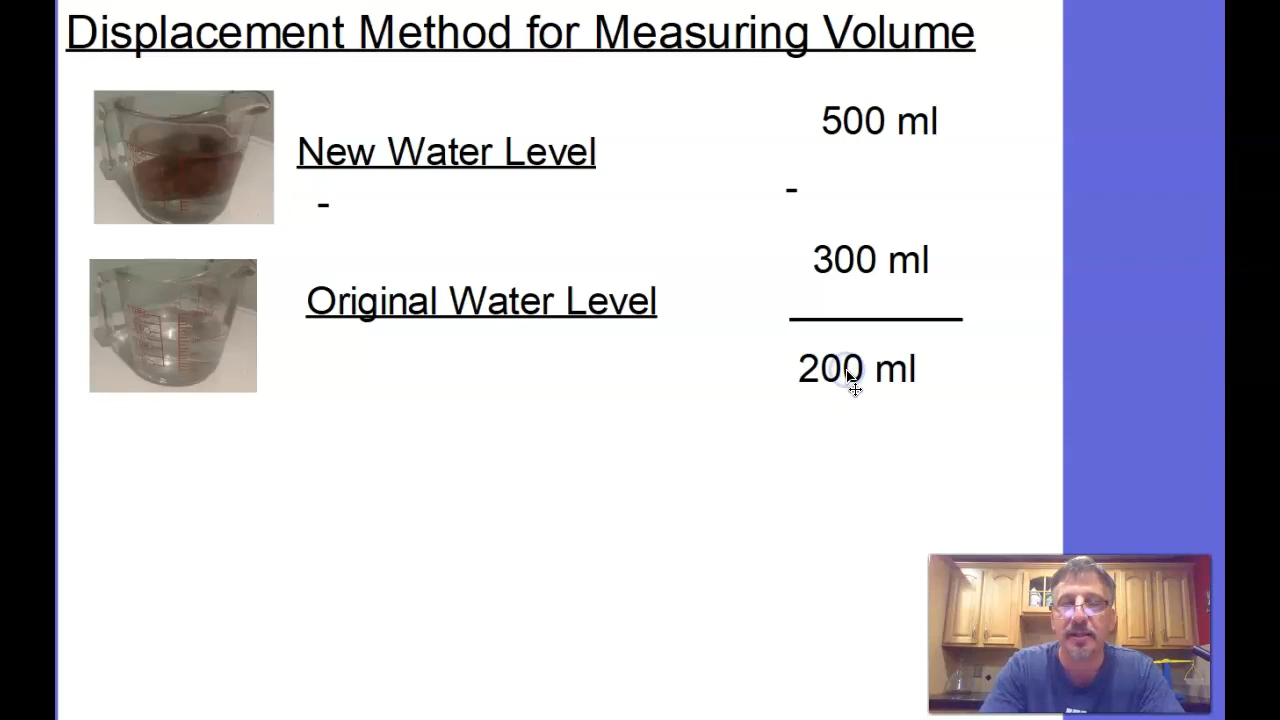 Displacement Method for Measuring Volume
New Water Level
-
Original Water Level
500 ml
-
300 ml
200 ml